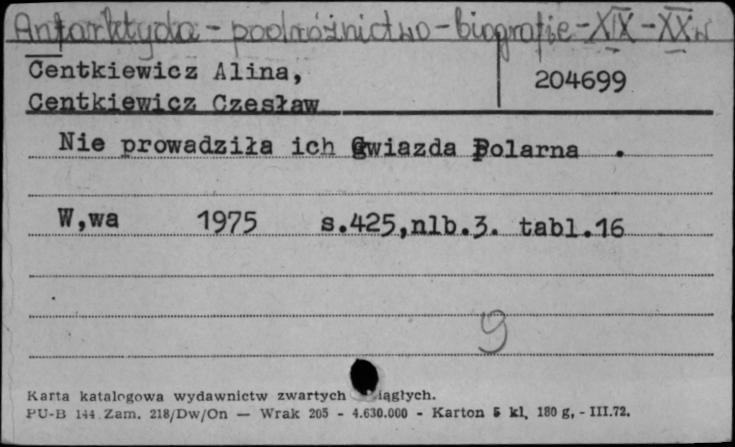 Antarktyda - podróżnictwo - biografie - XIX - XX w
Centkiewicz Alina,
204699
Centkiewicz Czesław
Nie prowadziła ich Gwiazda Polarna .
W,wa 1975 s.425,nlb.3. tabl.16
9
Karta katalogowa wydawnictw zwartych iągłych.
PU-B 144 Zam. 218/Dw/On — Wrak 205 - 4.630.000 - Karton 5 kl. 180 g, - III.72.